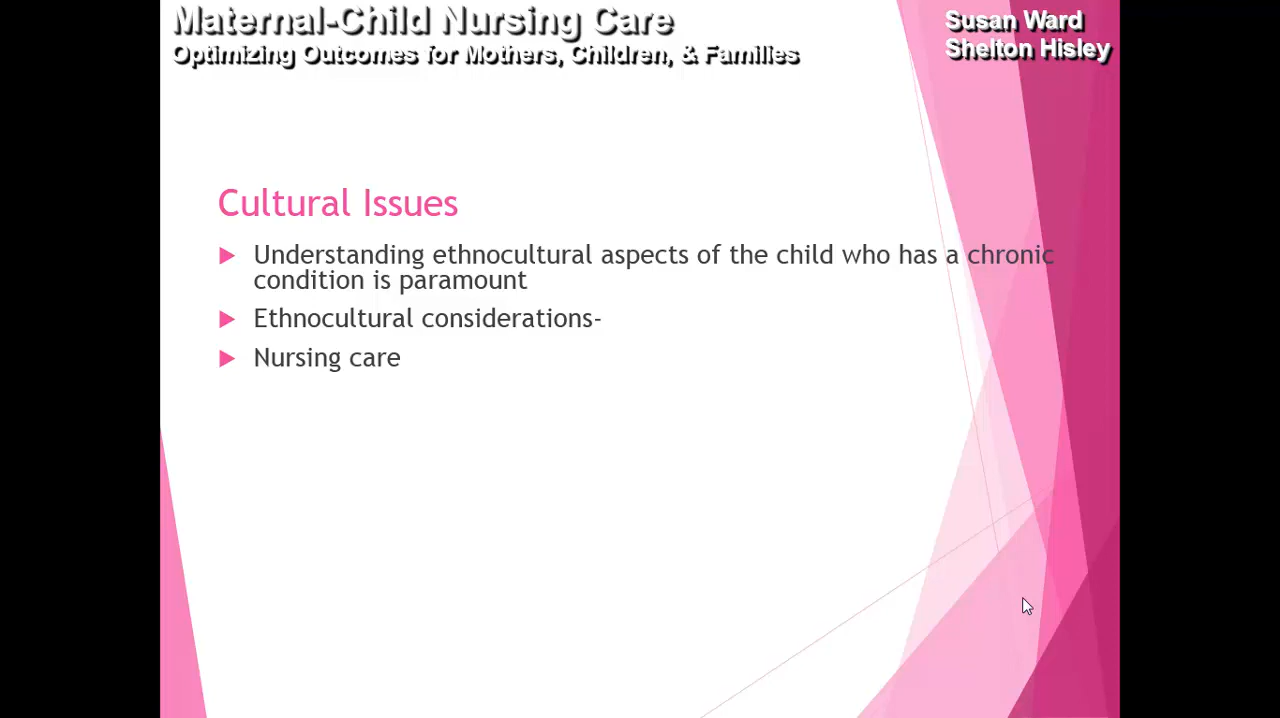 Maternal-Child Nursing Care
Optimizing Outcomes for Mothers, Children, & Families
Susan Ward
Shelton Hisley
Cultural Issues
Understanding ethnocultural aspects of the child who has a chronic
condition is paramount
Ethnocultural considerations-
Nursing care